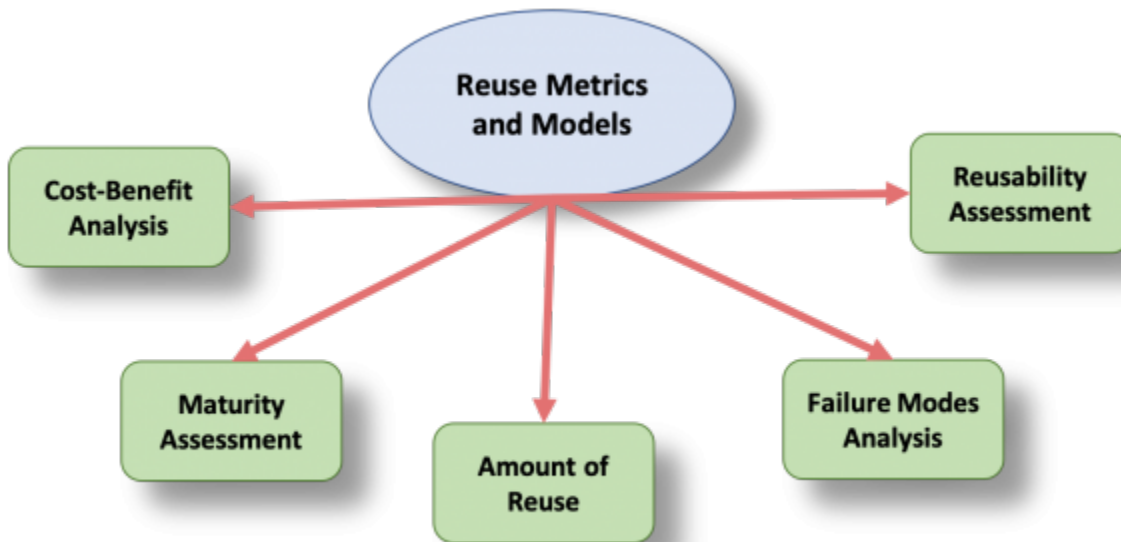 Reuse Metrics
and Models
Cost-Benefit
Analysis
Reusability
Assessment
Maturity
Assessment
Amount of
Reuse
Failure Modes
Analysis